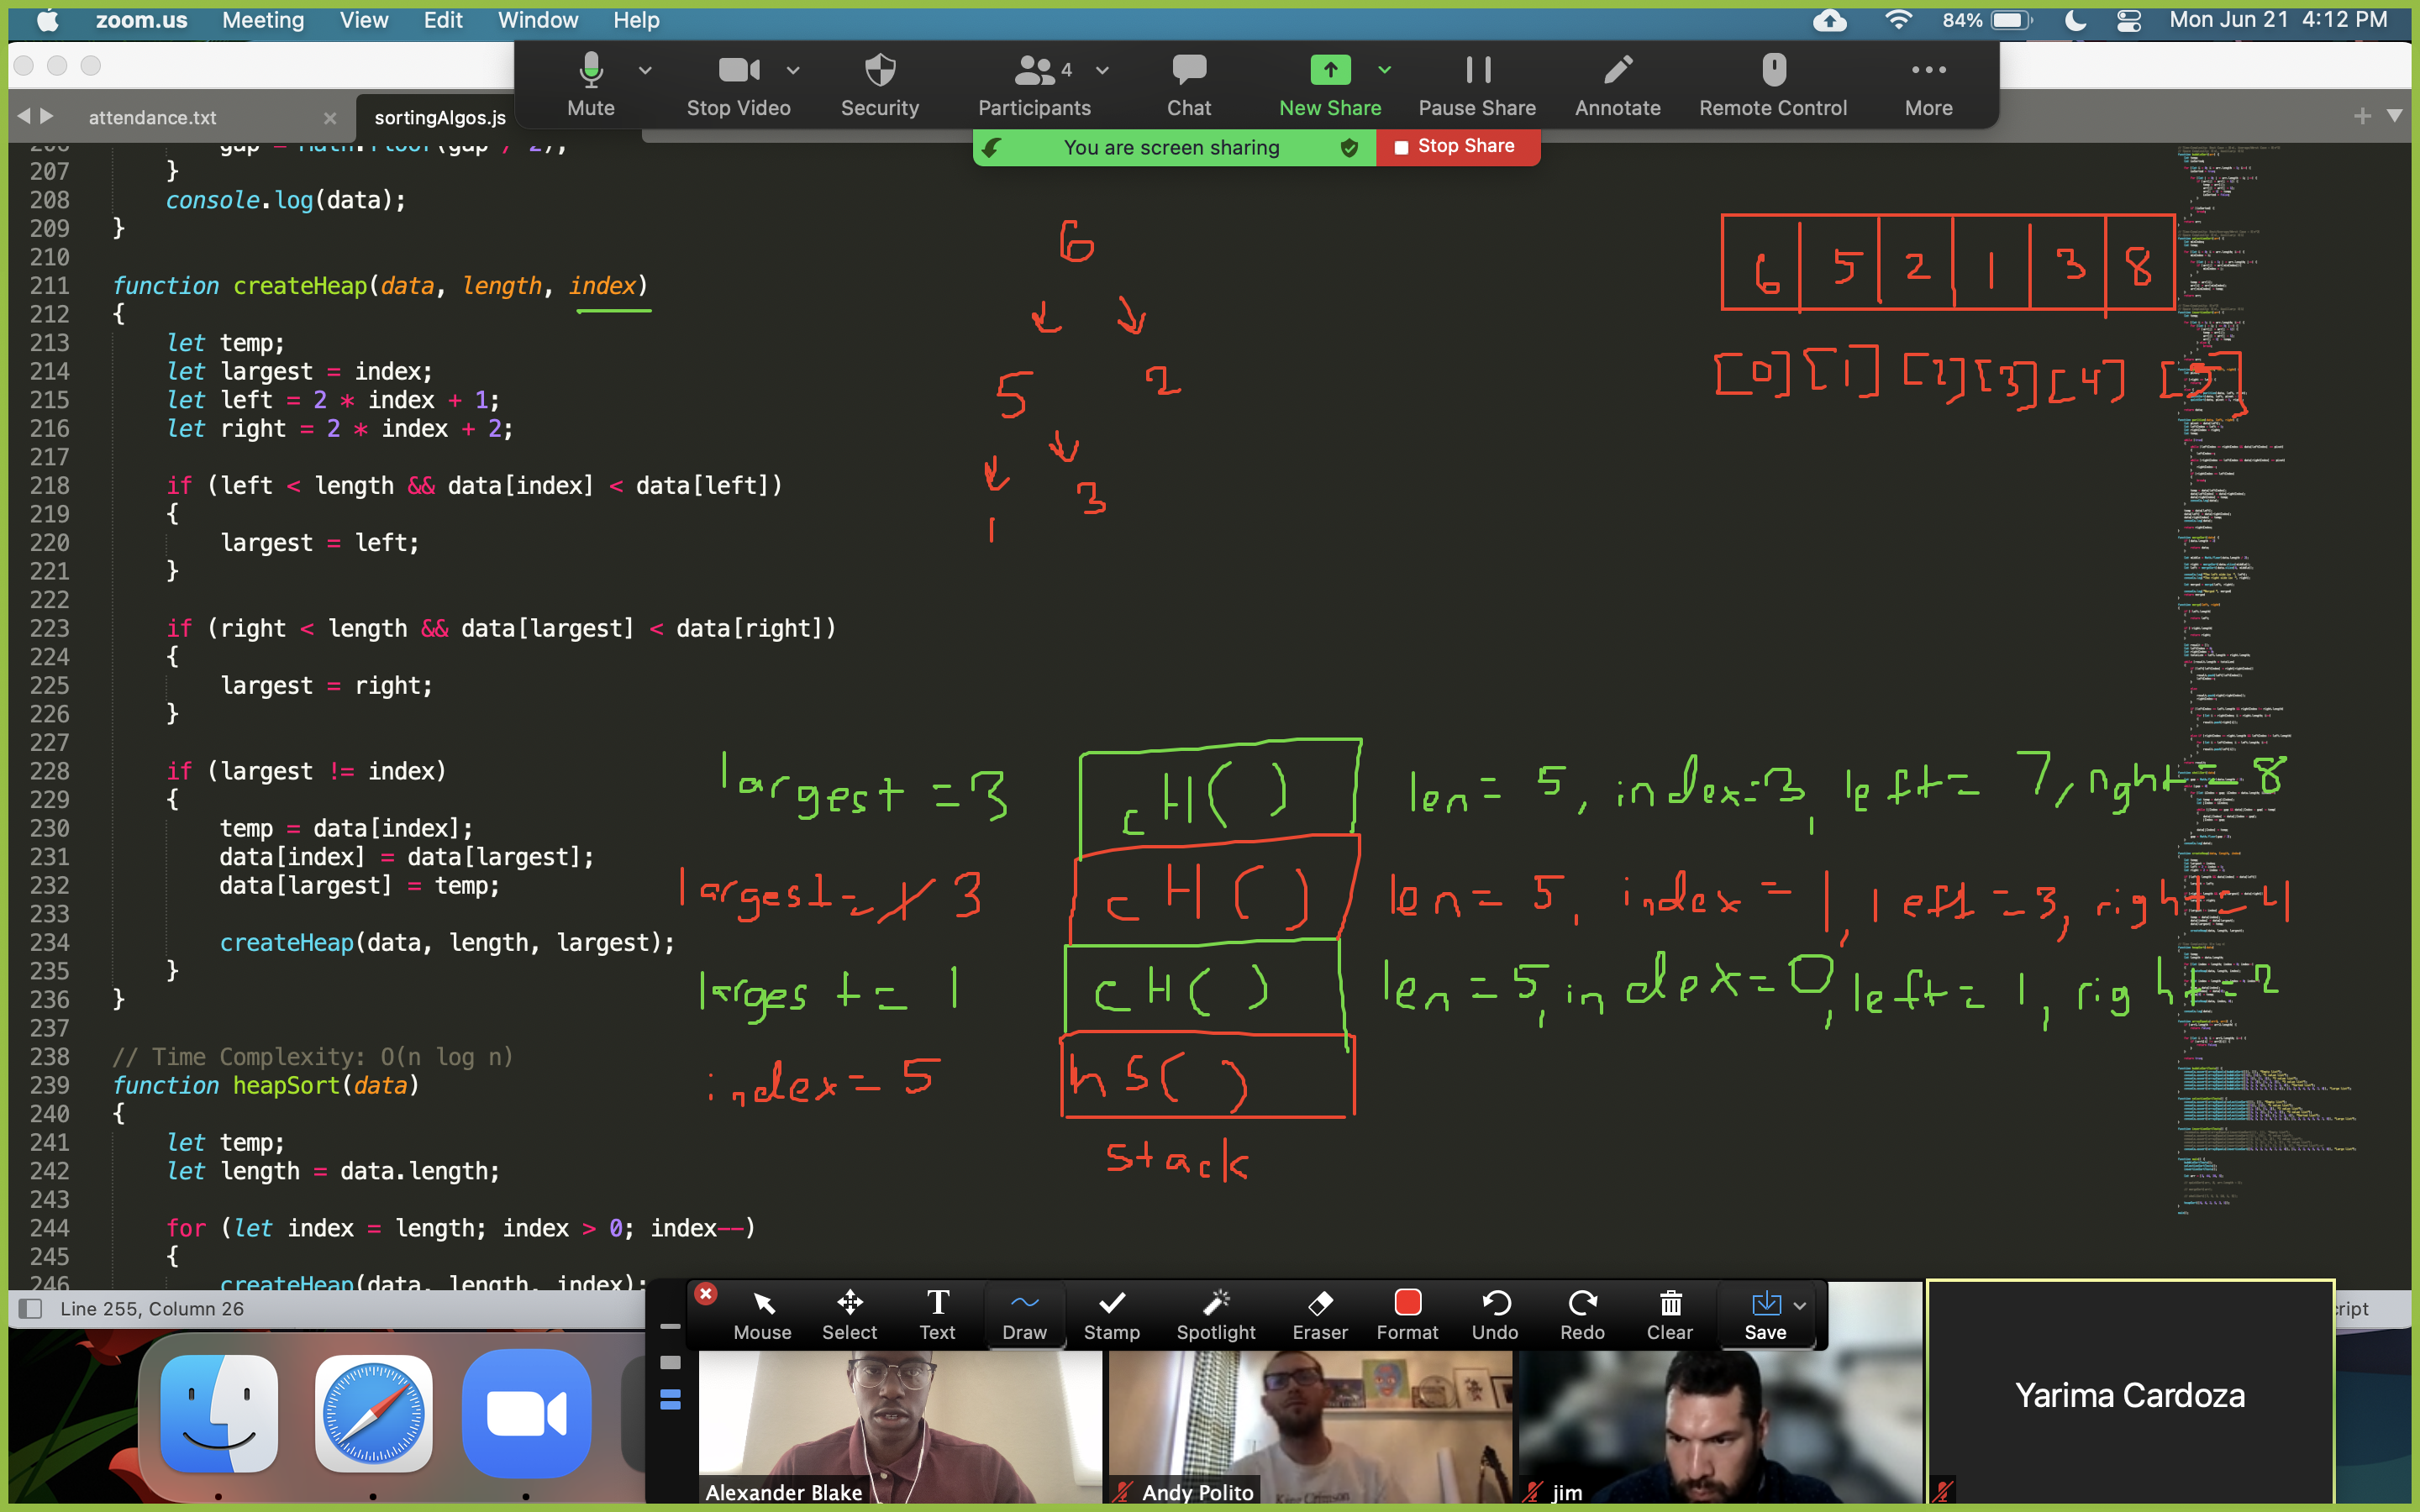 zoom.us Meeting View Edit Window Help 84% Mon Jun 21 4:12 PM
Mute Stop Video Security Participants 4 Chat New Share Pause Share Annotate Remote Control More
attendance.txt × sortingAlgos.js
You are screen sharing Stop Share
207 }
208 console.log(data);
209 }
210
211 function createHeap(data, length, index)
212 {
213 let temp;
214 let largest = index;
215 let left = 2 * index + 1;
216 let right = 2 * index + 2;
217
218 if (left < length && data[index] < data[left])
219 {
220 largest = left;
221 }
222
223 if (right < length && data[largest] < data[right])
224 {
225 largest = right;
226 }
227
228 if (largest != index)
229 {
230 temp = data[index];
231 data[index] = data[largest];
232 data[largest] = temp;
233
234 createHeap(data, length, largest);
235 }
236 }
237
238 // Time Complexity: O(n log n)
239 function heapSort(data)
240 {
241 let temp;
242 let length = data.length;
243
244 for (let index = length; index > 0; index--)
245 {
246 createHeap(data, length, index);
6
5 2
1 3
6 5 2 1 3 8
[0] [1] [2] [3] [4] [5]
largest = 3 cH() len = 5, index=3, left= 7, right= 8
largest= 1 3 cH() len = 5, index = 1, left = 3, right= 4
largest = 1 cH() len = 5, index = 0, left = 1, right = 2
index = 5 hs()
stack
Line 255, Column 26
Mouse Select Text Draw Stamp Spotlight Eraser Format Undo Redo Clear Save
Alexander Blake
Andy Polito
jim
Yarima Cardoza